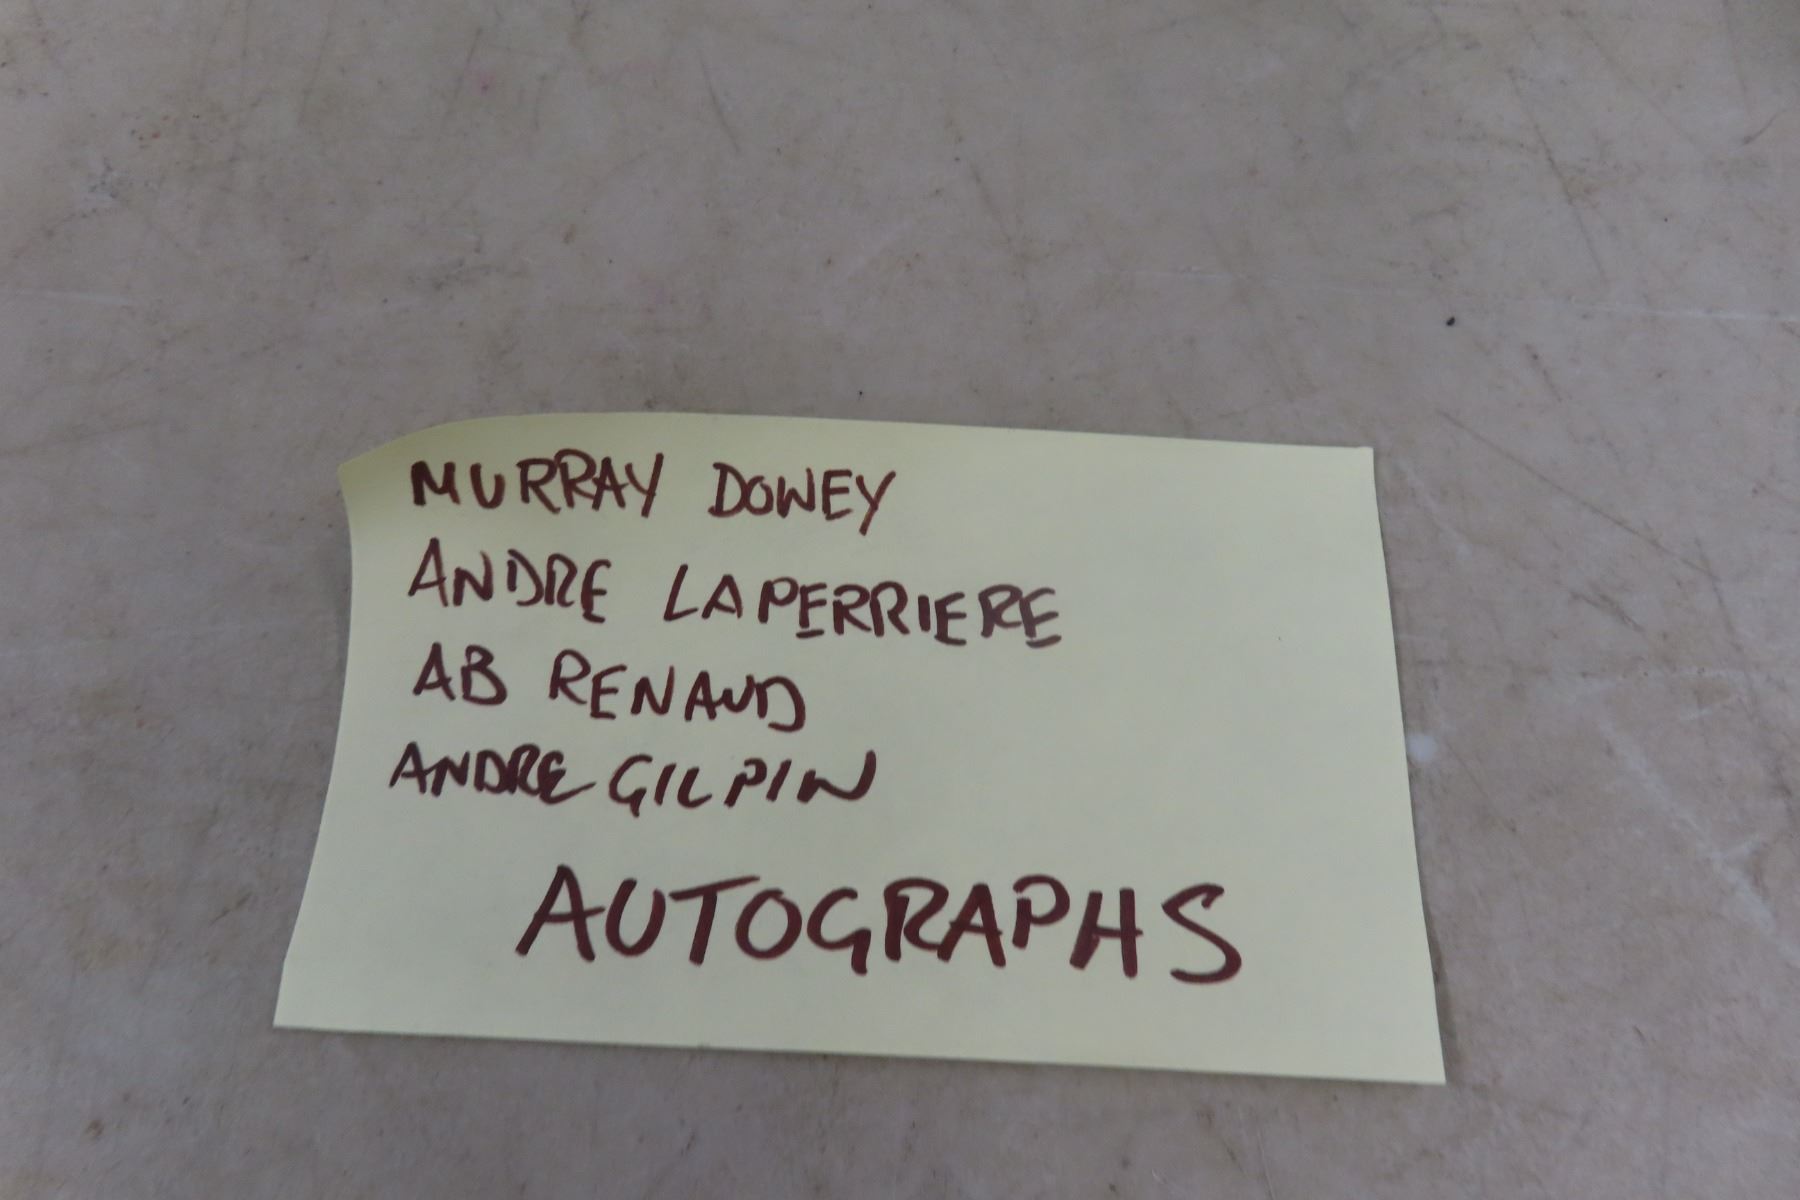 MURRAY DOWEY
ANDRE LAPERRIERE
AB RENAUD
ANDRE GILPIN
AUTOGRAPHS